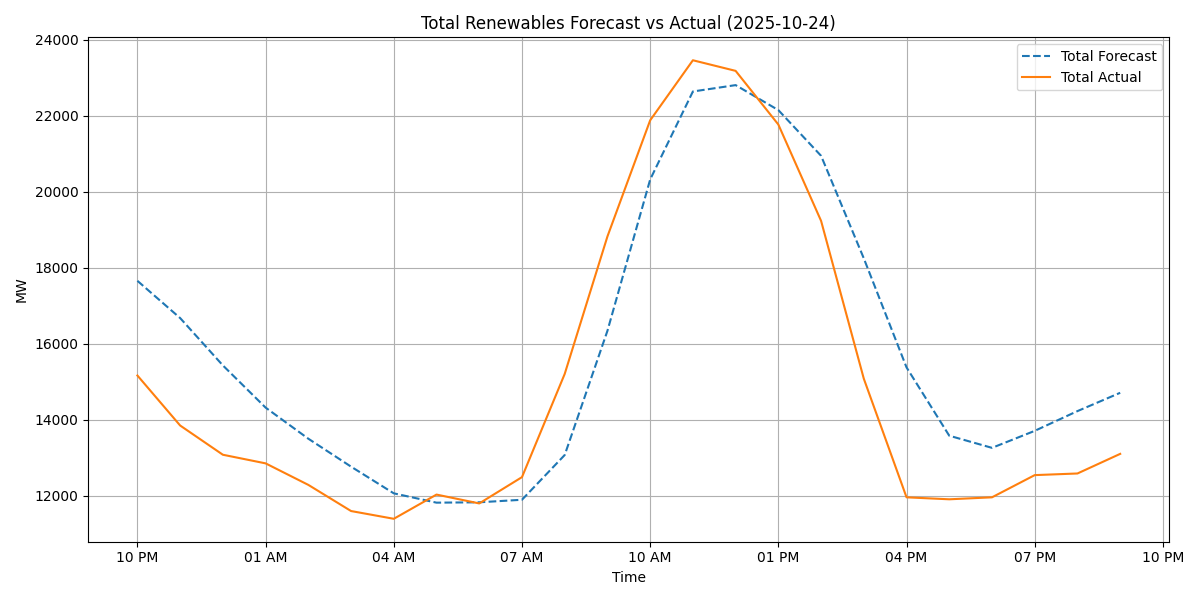 Total Renewables Forecast vs Actual (2025-10-24)
24000
22000
20000
18000
16000
14000
12000
MW
Total Forecast
Total Actual
10 PM 01 AM 04 AM 07 AM 10 AM 01 PM 04 PM 07 PM 10 PM
Time